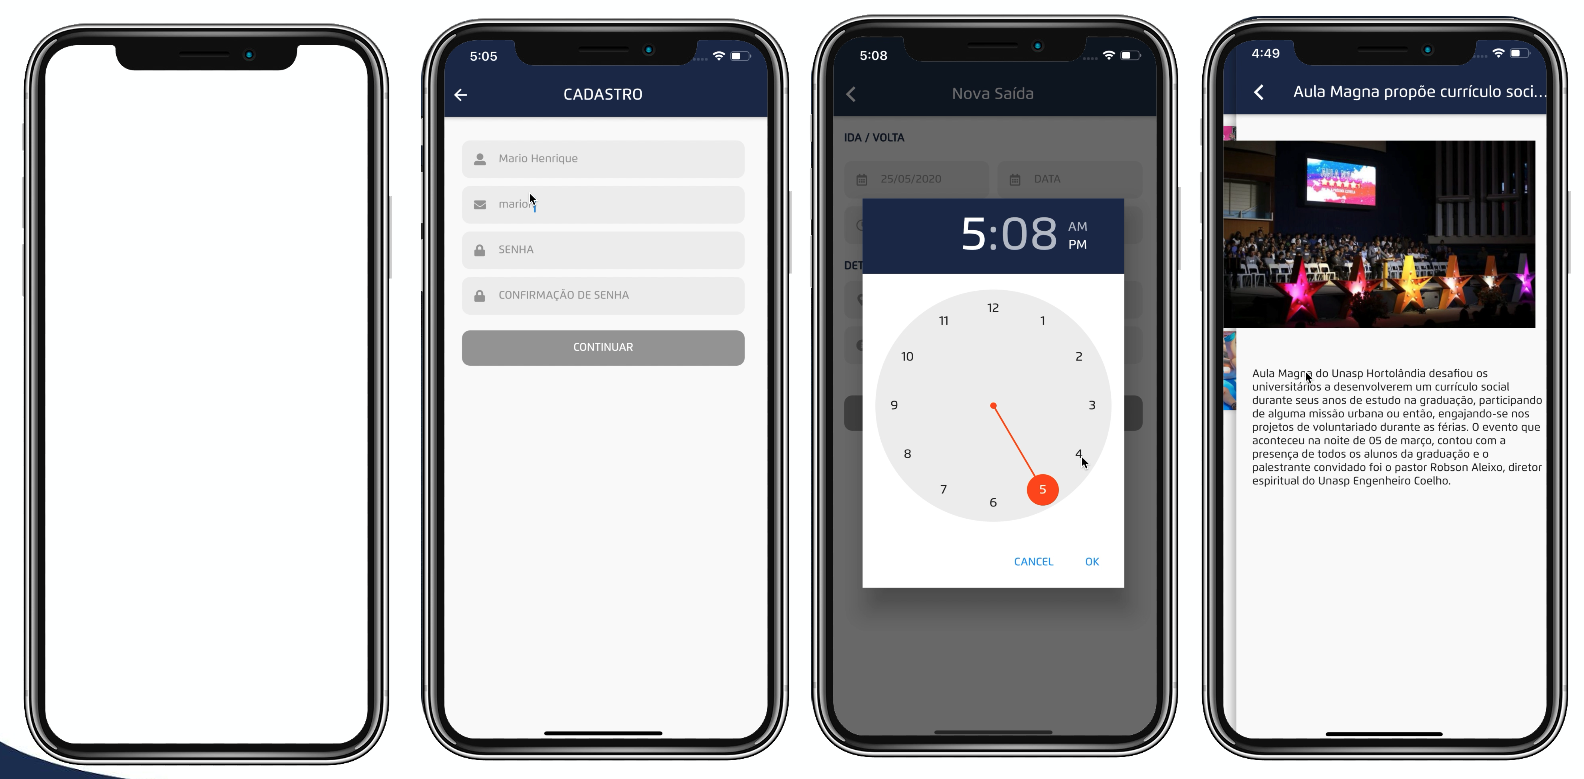 5:05
CADASTRO
Mario Henrique
mario
SENHA
CONFIRMAÇÃO DE SENHA
CONTINUAR
5:08
Nova Saída
IDA / VOLTA
25/05/2020
DATA
DET
5:08
AM
PM
12
1
2
3
4
5
6
7
8
9
10
11
CANCEL
OK
4:49
Aula Magna propõe currículo soci...
Aula Magna do Unasp Hortolândia desafiou os
universitários a desenvolverem um currículo social
durante seus anos de estudo na graduação, participando
de alguma missão urbana ou então, engajando-se nos
projetos de voluntariado durante as férias. O evento que
aconteceu na noite de 05 de março, contou com a
presença de todos os alunos da graduação e o
palestrante convidado foi o pastor Robson Aleixo, diretor
espiritual do Unasp Engenheiro Coelho.